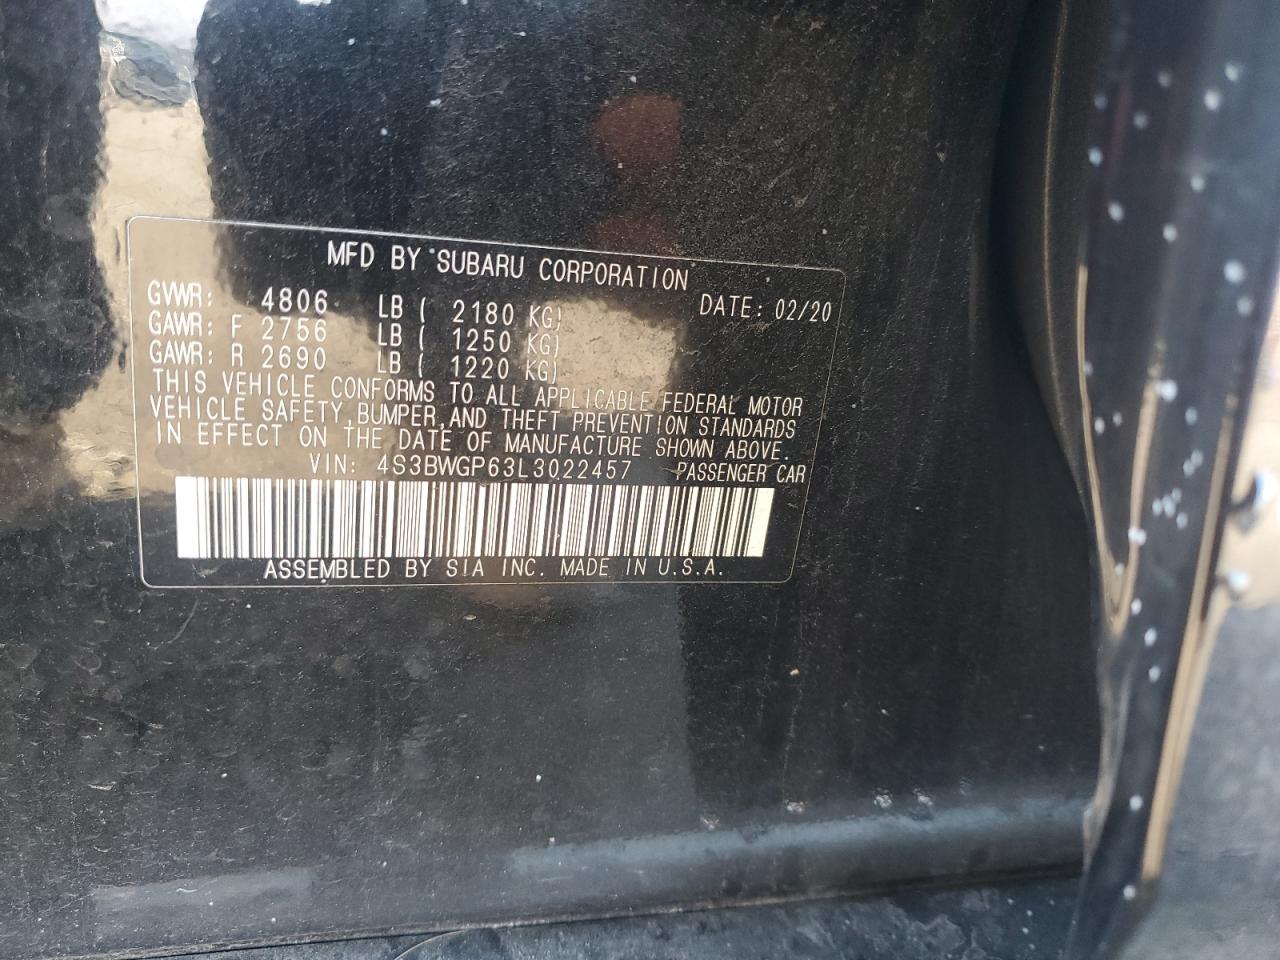 MFD BY SUBARU CORPORATION
GVWR: 4806 LB ( 2180 KG) DATE: 02/20
GAWR: F 2756 LB ( 1250 KG)
GAWR: R 2690 LB ( 1220 KG)
THIS VEHICLE CONFORMS TO ALL APPLICABLE FEDERAL MOTOR
VEHICLE SAFETY, BUMPER, AND THEFT PREVENTION STANDARDS
IN EFFECT ON THE DATE OF MANUFACTURE SHOWN ABOVE.
VIN: 4S3BWGP63L3022457 PASSENGER CAR
ASSEMBLED BY SIA INC. MADE IN U.S.A.